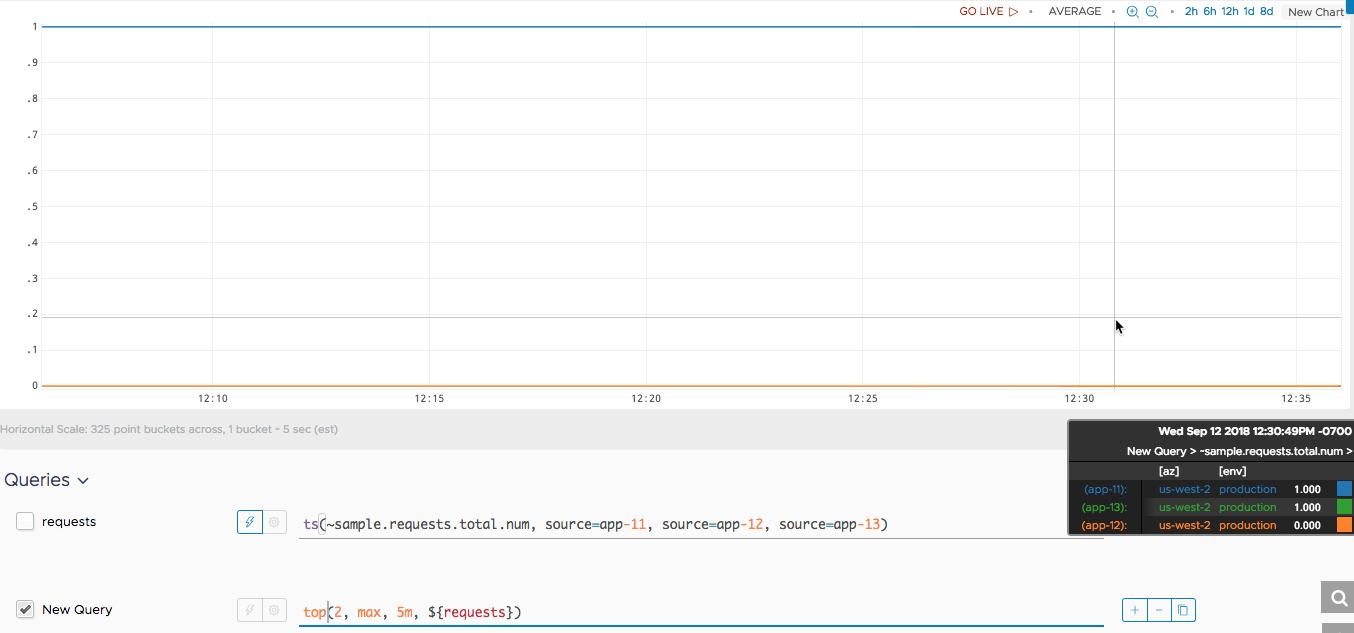 GO LIVE ▷ • AVERAGE • • 2h 6h 12h 1d 8d New Chart
1
.9
.8
.7
.6
.5
.4
.3
.2
.1
0
12:10 12:15 12:20 12:25 12:30 12:35
Horizontal Scale: 325 point buckets across, 1 bucket ~ 5 sec (est)
Wed Sep 12 2018 12:30:49PM -0700
New Query > ~sample.requests.total.num >
[az] [env]
(app-11): us-west-2 production 1.000
(app-13): us-west-2 production 1.000
(app-12): us-west-2 production 0.000
Queries
requests ts(~sample.requests.total.num, source=app-11, source=app-12, source=app-13)
New Query top(2, max, 5m, ${requests}) + −